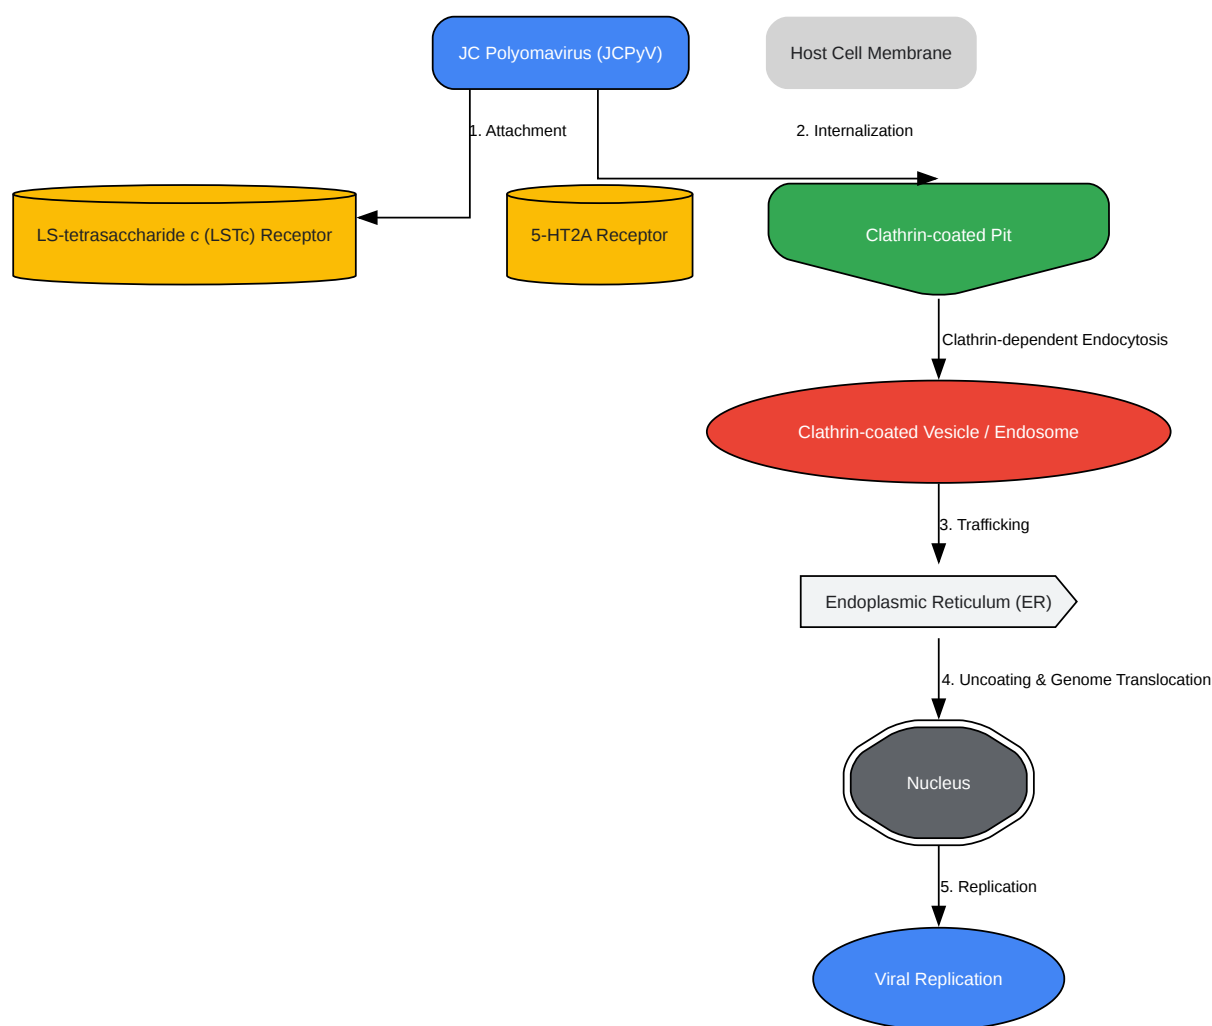 JC Polyomavirus (JCPyV)
Host Cell Membrane
1. Attachment
2. Internalization
LS-tetrasaccharide c (LSTc) Receptor
5-HT2A Receptor
Clathrin-coated Pit
Clathrin-dependent Endocytosis
Clathrin-coated Vesicle / Endosome
3. Trafficking
Endoplasmic Reticulum (ER)
4. Uncoating & Genome Translocation
Nucleus
5. Replication
Viral Replication